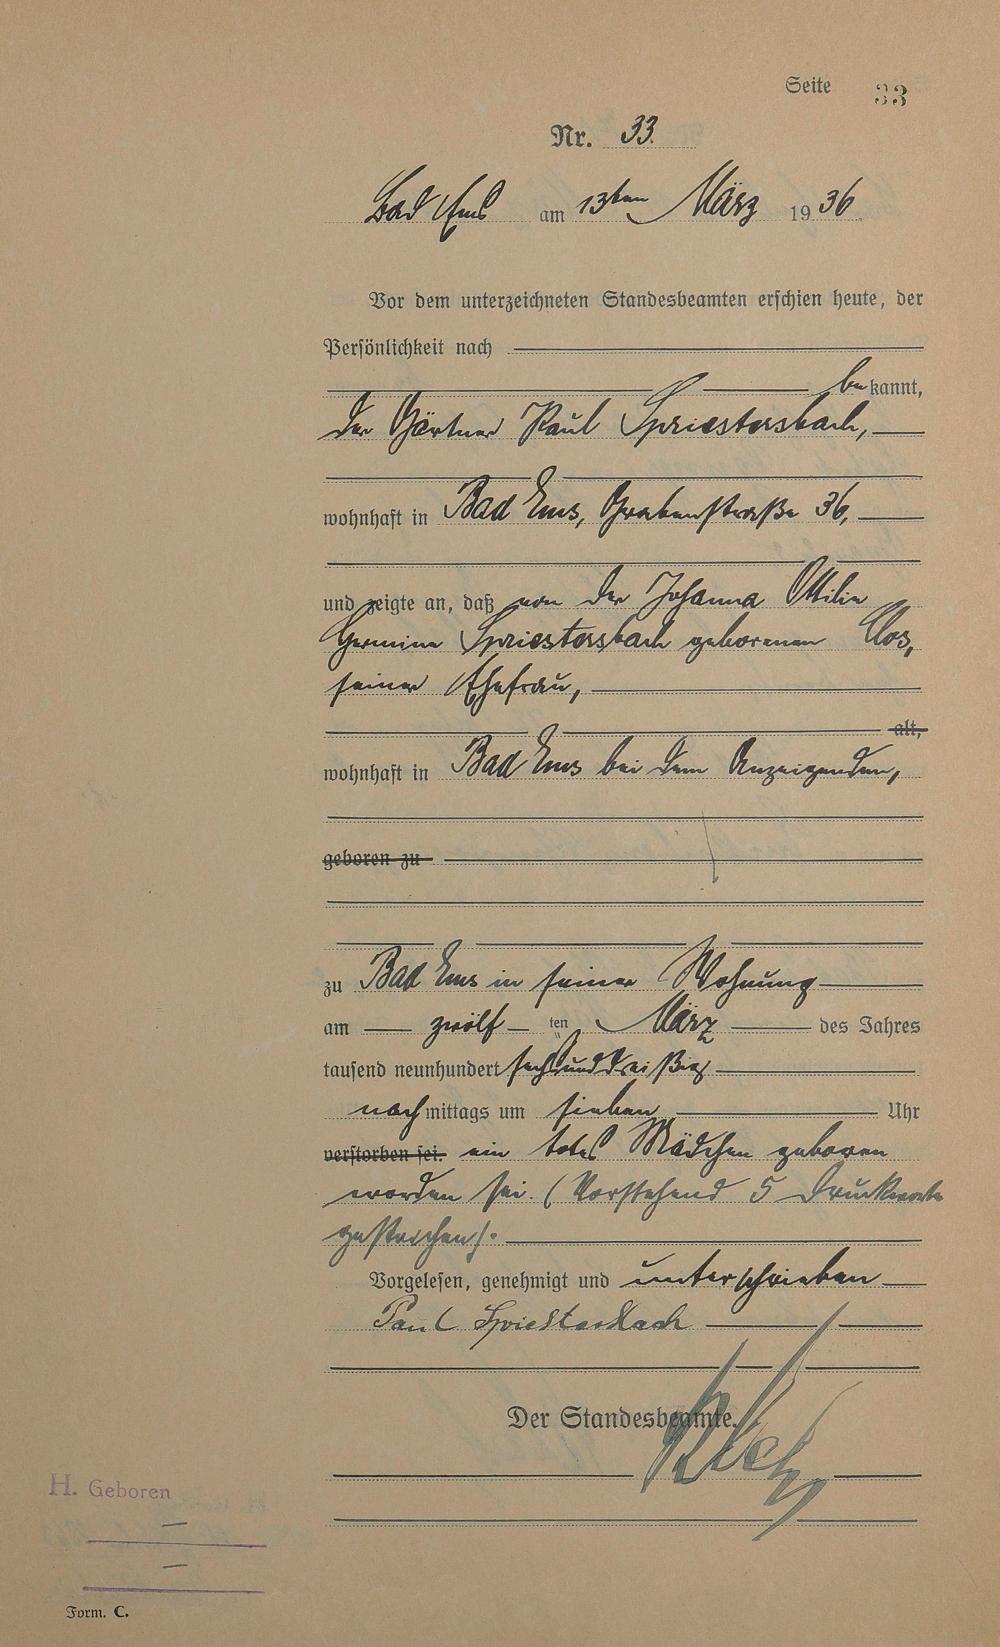 Seite 33
Nr. 33.
Bad Ems am 13ten März 1936
Vor dem unterzeichneten Standesbeamten erschien heute, der
Persönlichkeit nach
bekannt,
der Gärtner Paul Spriestersbach,
wohnhaft in Bad Ems, Grabenstraße 36,
und zeigte an, daß von der Johanna Ottilie
Hermine Spriestersbach geborenen Clos,
seiner Ehefrau,
alt,
wohnhaft in Bad Ems bei dem Anzeigenden,
geboren zu
zu Bad Ems in seiner Wohnung
am zwölften März des Jahres
tausend neunhundert sechsunddreißig
nachmittags um sieben Uhr
verstorben sei. ein totes Mädchen geboren
worden sei. (Vorstehend 5 Druckworte
gestrichen).
Vorgelesen, genehmigt und unterschrieben
Paul Spriestersbach
Der Standesbeamte.
H. Geboren
Form. C.